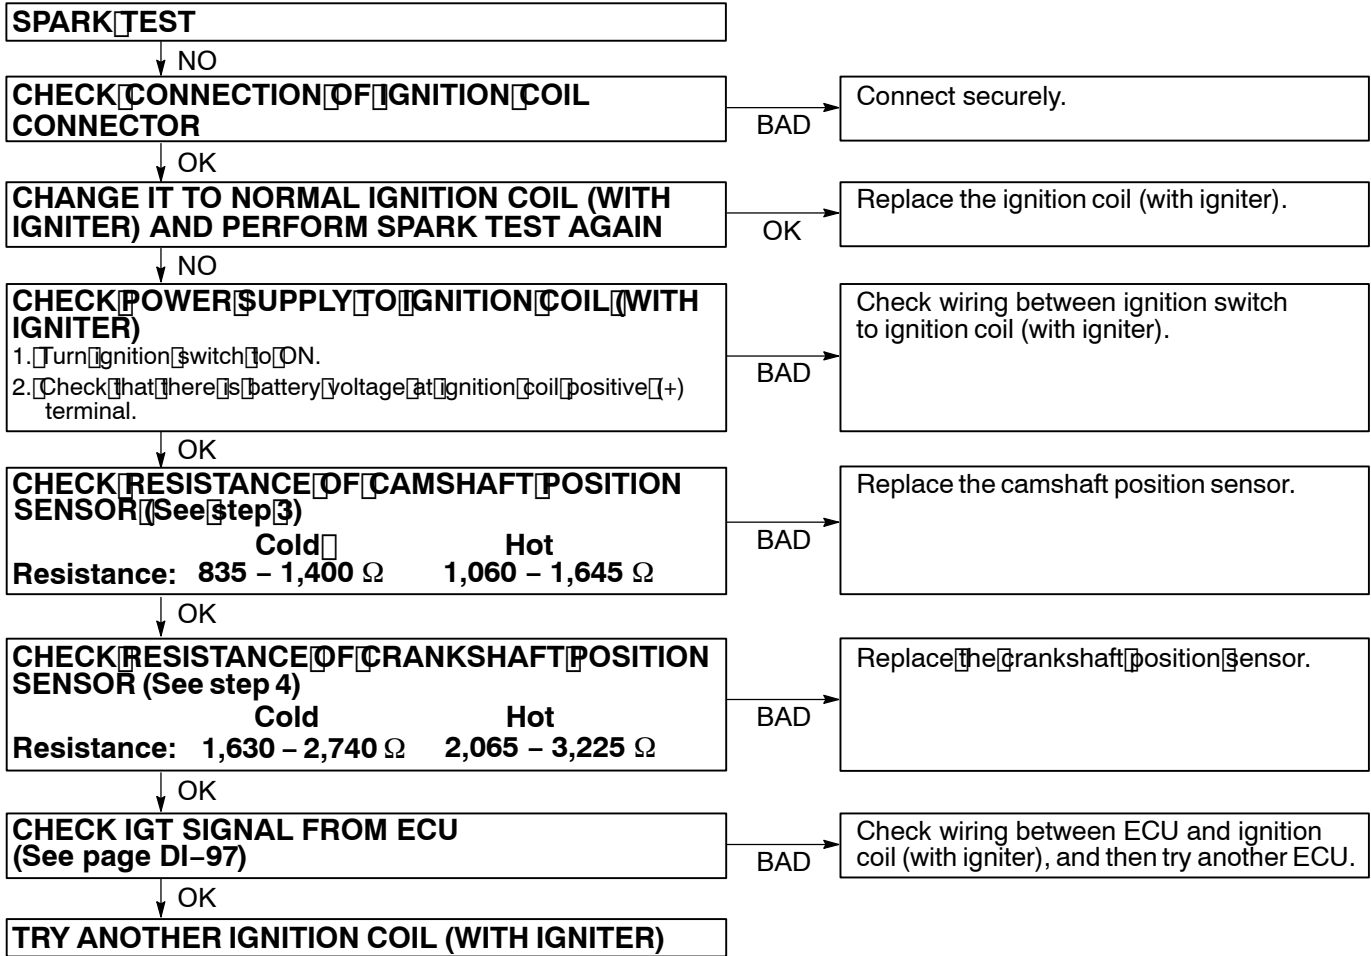 SPARK TEST
NO
CHECK CONNECTION OF IGNITION COIL
CONNECTOR
BAD
Connect securely.
OK
CHANGE IT TO NORMAL IGNITION COIL (WITH
IGNITER) AND PERFORM SPARK TEST AGAIN
OK
Replace the ignition coil (with igniter).
NO
CHECK POWER SUPPLY TO IGNITION COIL (WITH
IGNITER)
1. Turn ignition switch to ON.
2. Check that there is battery voltage at ignition coil positive (+)
terminal.
BAD
Check wiring between ignition switch
to ignition coil (with igniter).
OK
CHECK RESISTANCE OF CAMSHAFT POSITION
SENSOR (See step 3)
Cold Hot
Resistance: 835 – 1,400 Ω 1,060 – 1,645 Ω
BAD
Replace the camshaft position sensor.
OK
CHECK RESISTANCE OF CRANKSHAFT POSITION
SENSOR (See step 4)
Cold Hot
Resistance: 1,630 – 2,740 Ω 2,065 – 3,225 Ω
BAD
Replace the crankshaft position sensor.
OK
CHECK IGT SIGNAL FROM ECU
(See page DI–97)
BAD
Check wiring between ECU and ignition
coil (with igniter), and then try another ECU.
OK
TRY ANOTHER IGNITION COIL (WITH IGNITER)